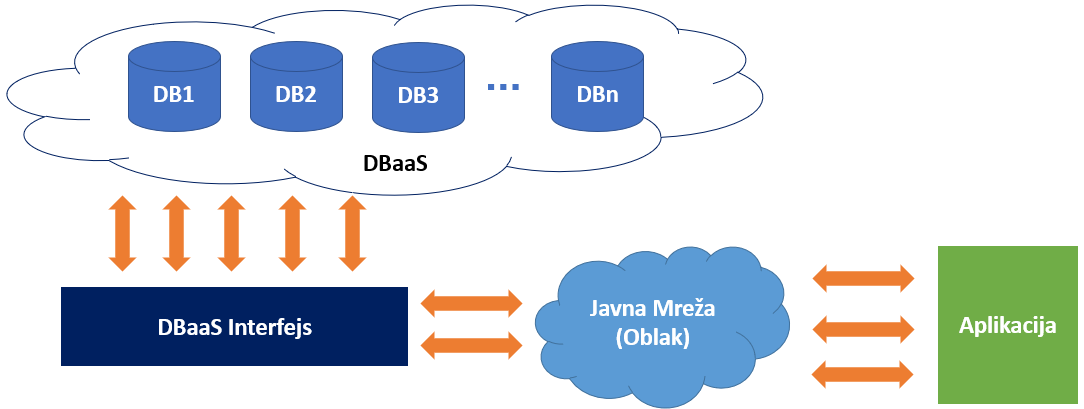 DB1
DB2
DB3
...
DBn
DBaaS
DBaaS Interfejs
Javna Mreža
(Oblak)
Aplikacija